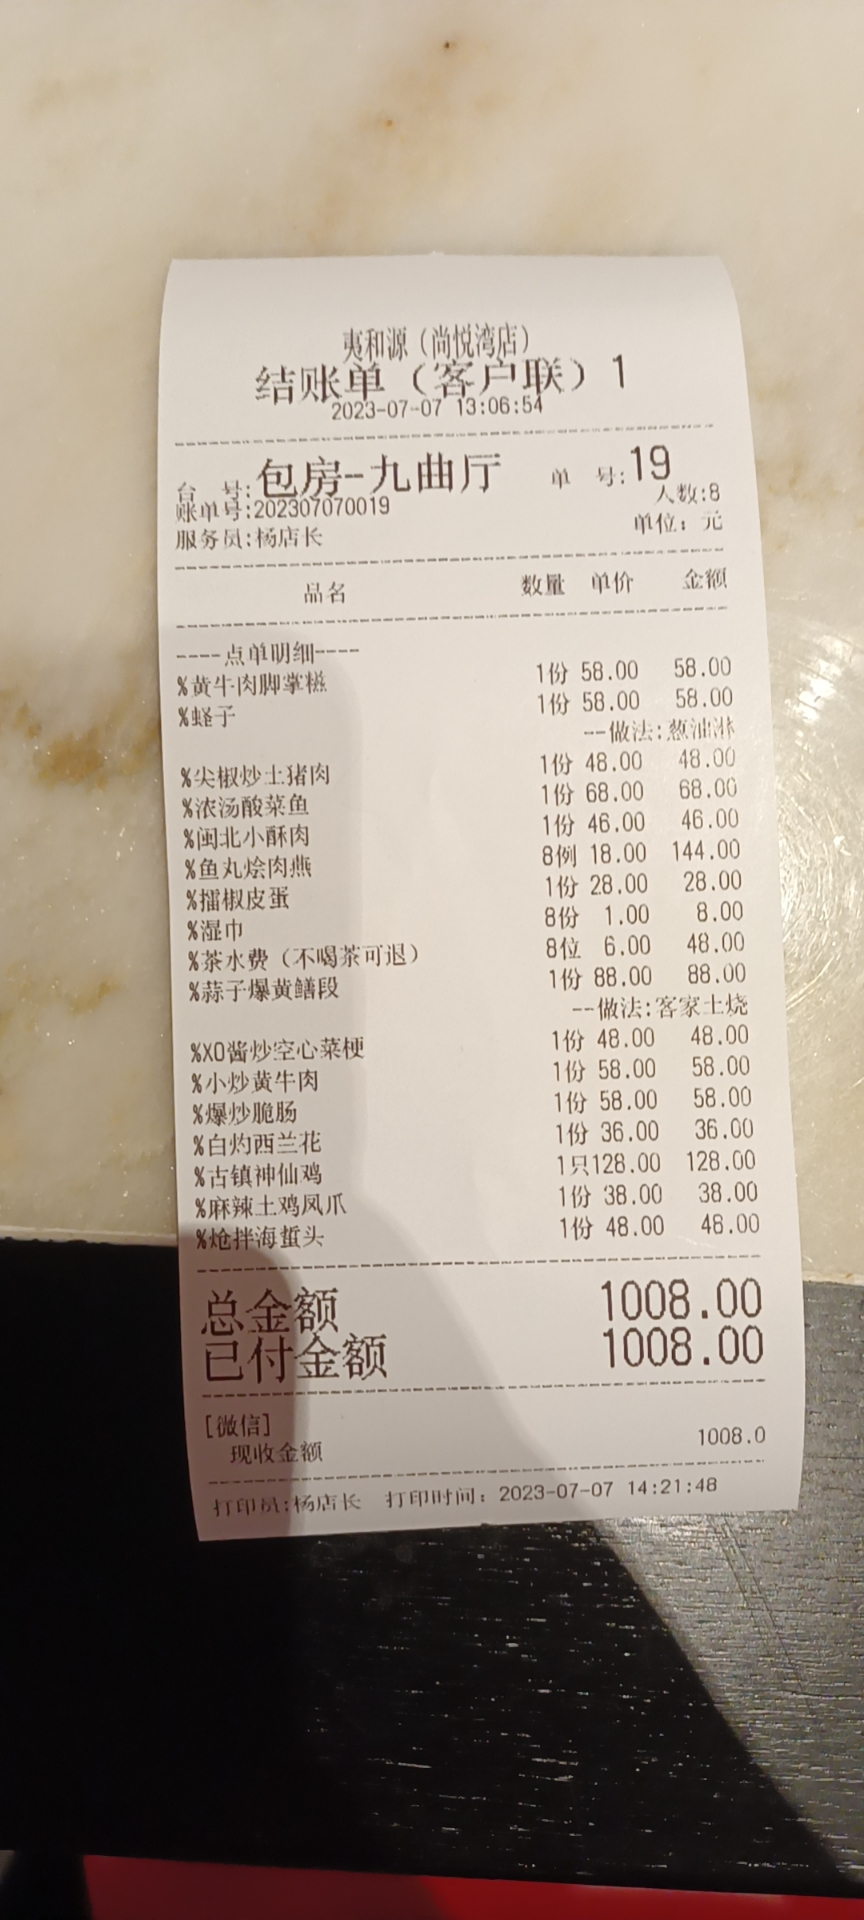 夷和源（尚悦湾店）
结账单（客户联）1
2023-07-07 13:06:54
台 号:包房-九曲厅 单 号:19
账单号:202307070019 人数:8
服务员:杨店长 单位：元
品名 数量 单价 金额
----点单明细----
%黄牛肉脚掌糍 1份 58.00 58.00
%蛏子 1份 58.00 58.00
--做法:葱油淋
%尖椒炒土猪肉 1份 48.00 48.00
%浓汤酸菜鱼 1份 68.00 68.00
%闽北小酥肉 1份 46.00 46.00
%鱼丸烩肉燕 8例 18.00 144.00
%擂椒皮蛋 1份 28.00 28.00
%湿巾 8份 1.00 8.00
%茶水费（不喝茶可退） 8位 6.00 48.00
%蒜子爆黄鳝段 1份 88.00 88.00
--做法:客家土烧
%XO酱炒空心菜梗 1份 48.00 48.00
%小炒黄牛肉 1份 58.00 58.00
%爆炒脆肠 1份 58.00 58.00
%白灼西兰花 1份 36.00 36.00
%古镇神仙鸡 1只128.00 128.00
%麻辣土鸡凤爪 1份 38.00 38.00
%炝拌海蜇头 1份 48.00 48.00
总金额 1008.00
已付金额 1008.00
[微信]
现收金额 1008.0
打印员:杨店长 打印时间：2023-07-07 14:21:48